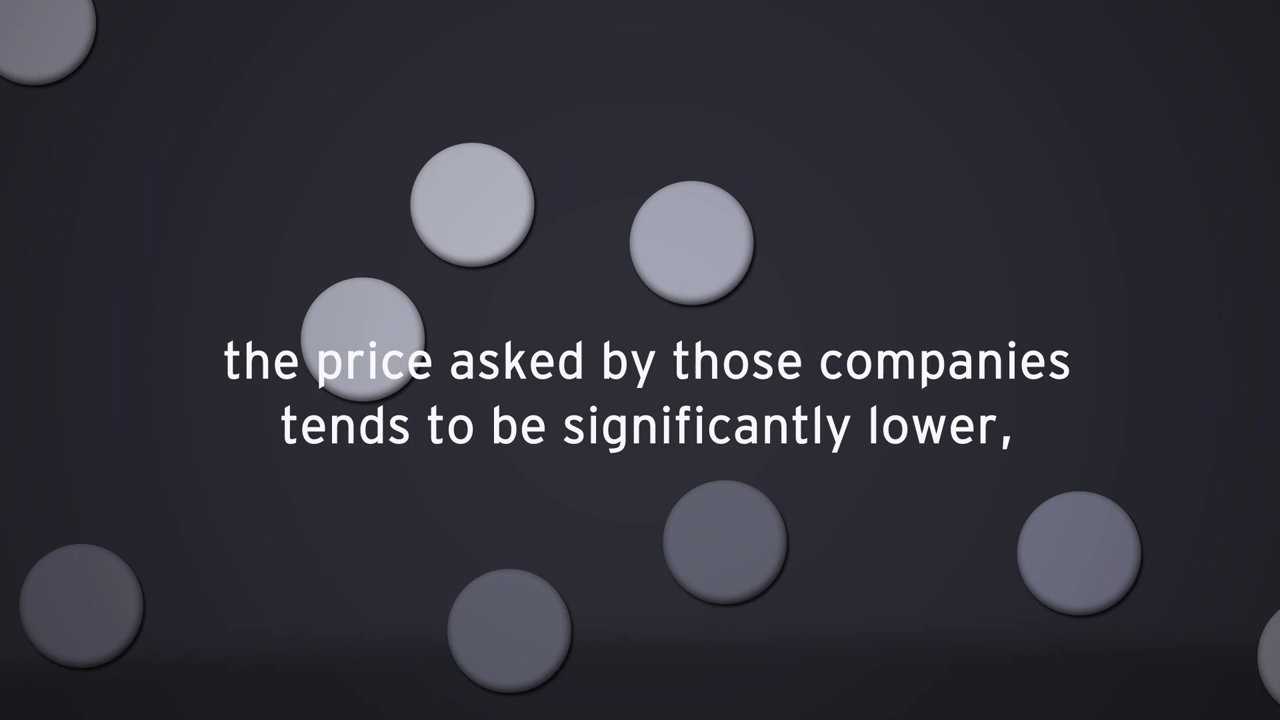 the price asked by those companies
tends to be significantly lower,